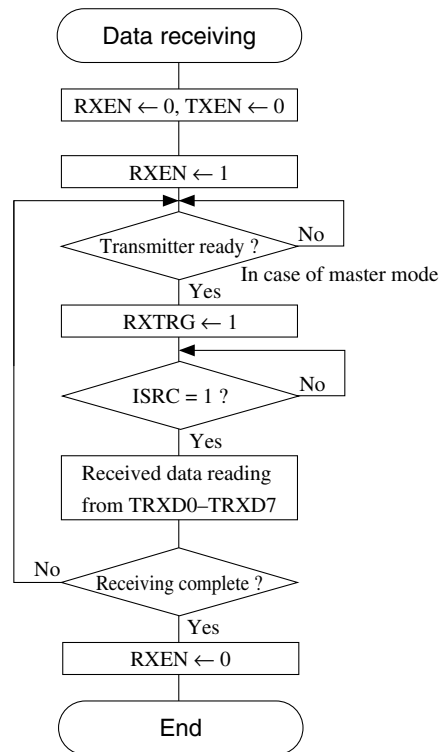 Data receiving
RXEN ← 0, TXEN ← 0
RXEN ← 1
Transmitter ready ?
No
In case of master mode
Yes
RXTRG ← 1
ISRC = 1 ?
No
Yes
Received data reading
from TRXD0–TRXD7
No
Receiving complete ?
Yes
RXEN ← 0
End